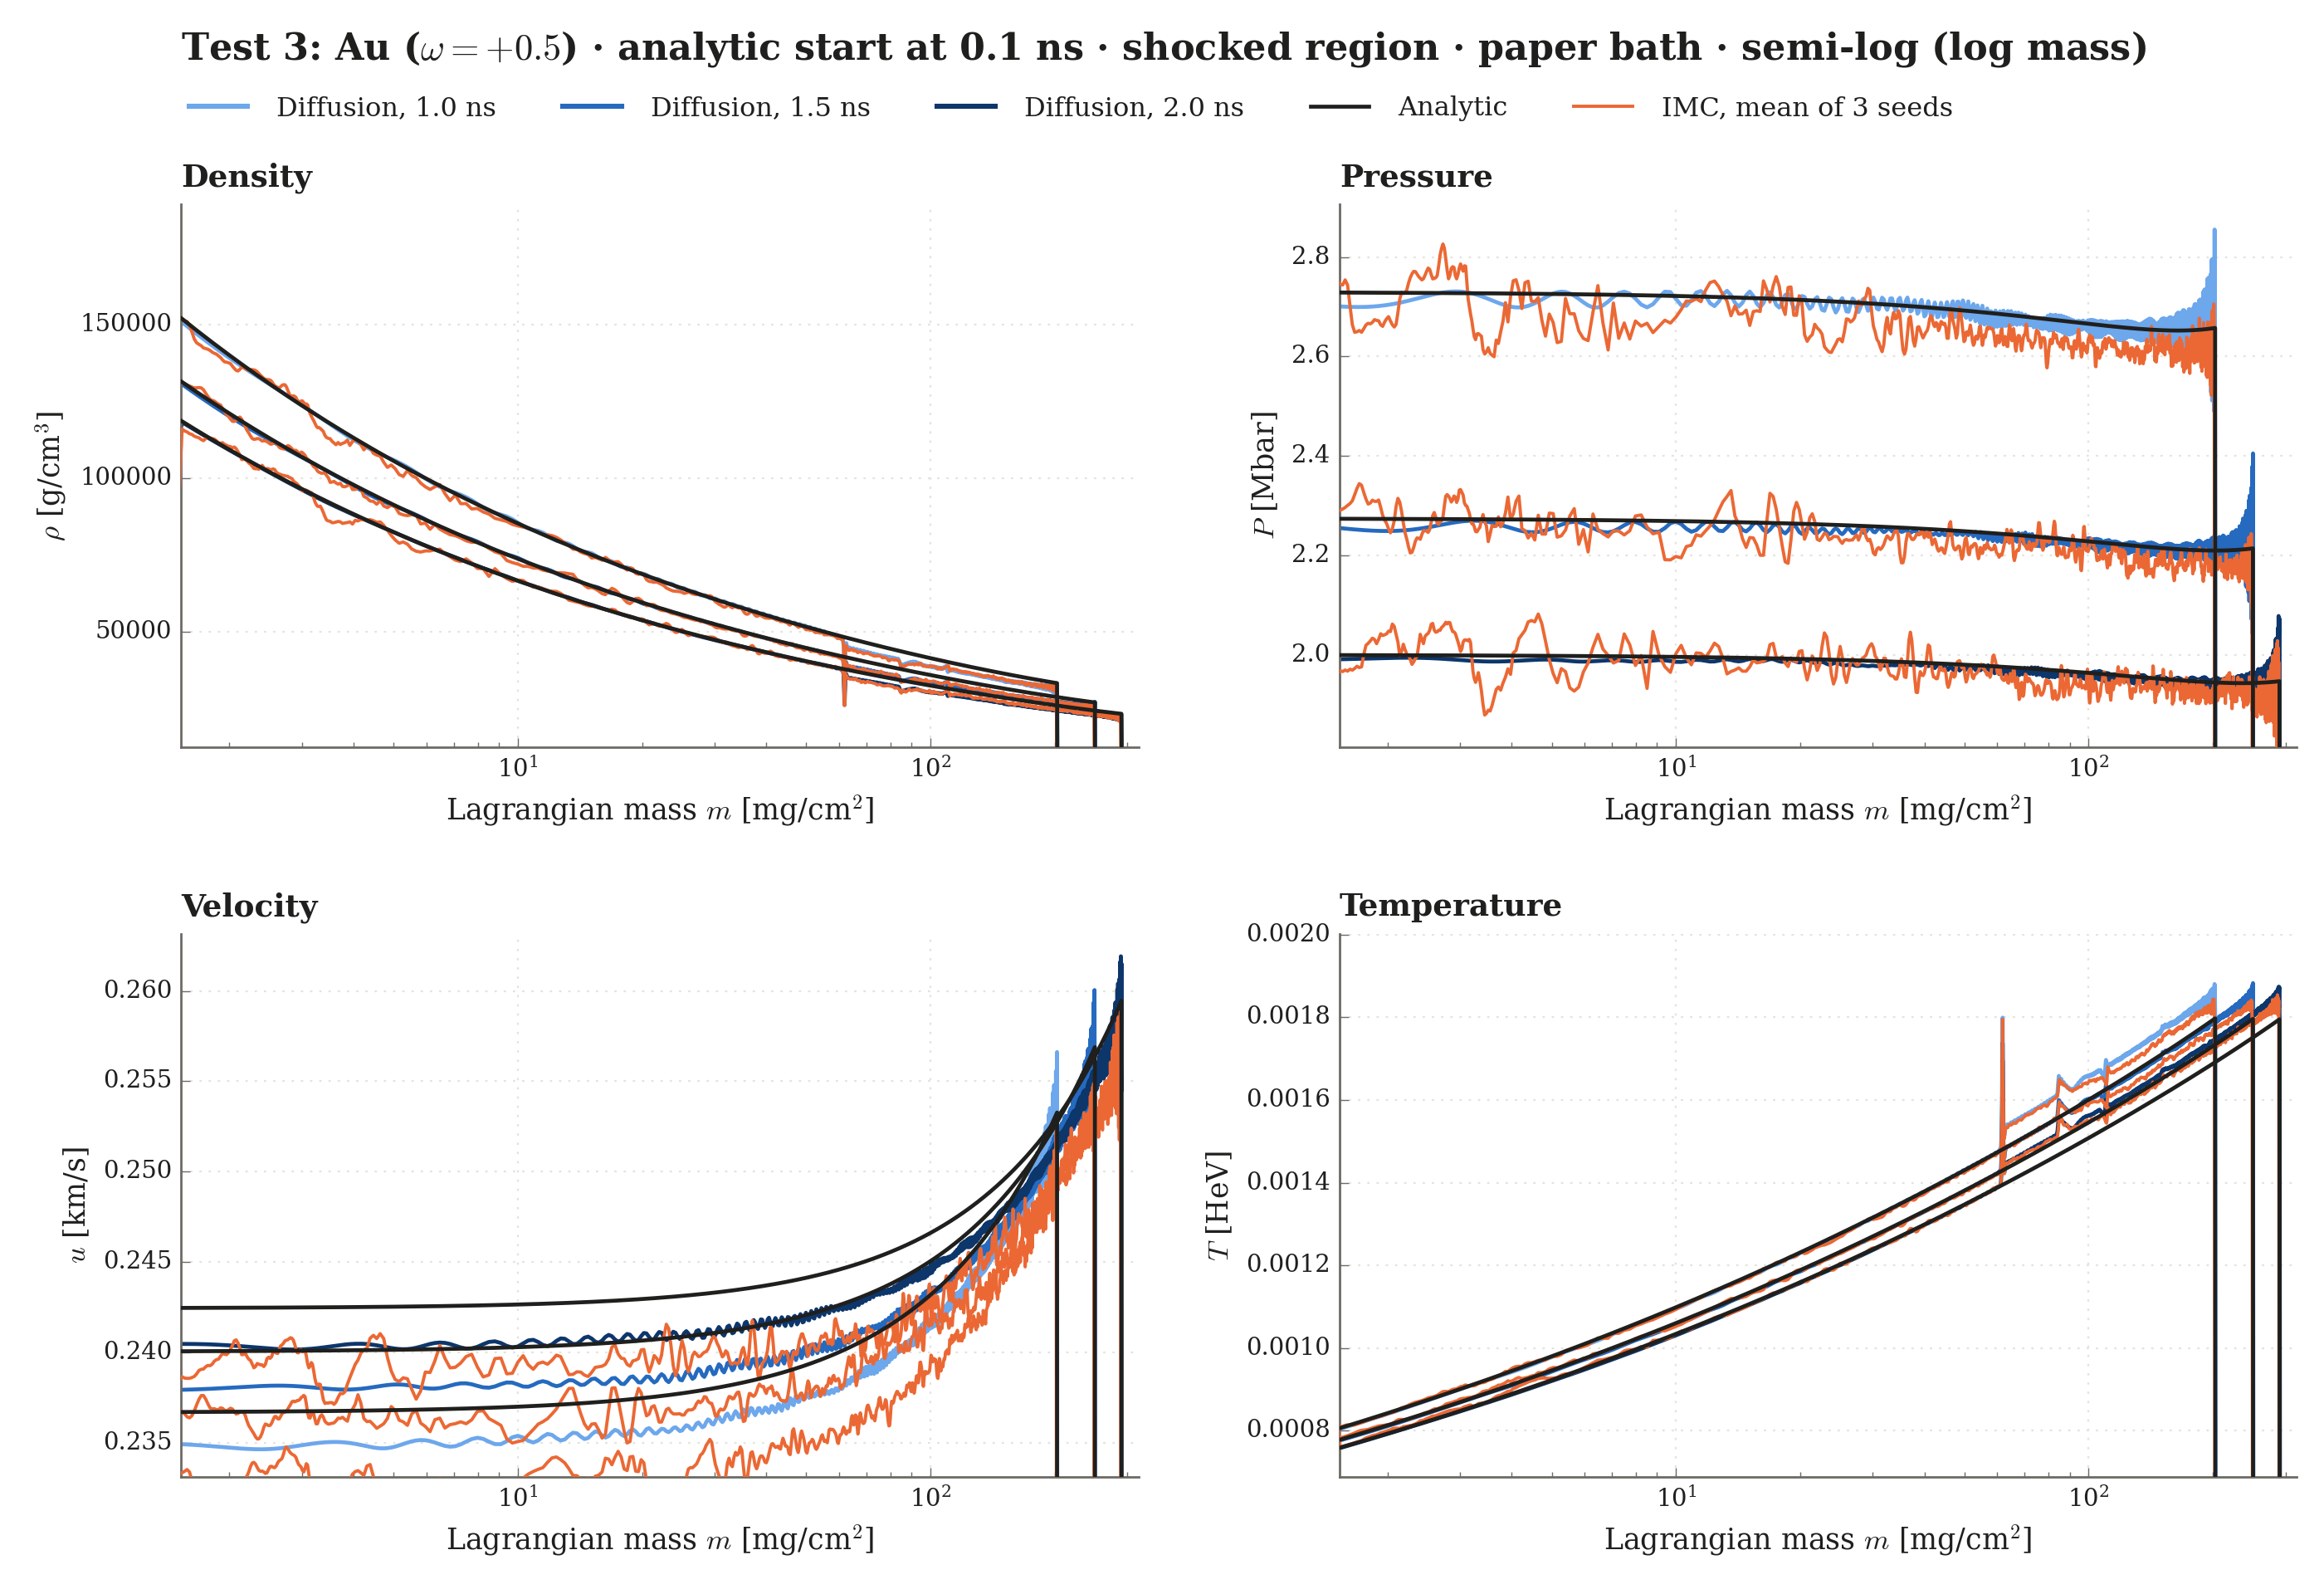 Test 3: Au (ω = +0.5) · analytic start at 0.1 ns · shocked region · paper bath · semi-log (log mass)
Diffusion, 1.0 ns Diffusion, 1.5 ns Diffusion, 2.0 ns Analytic IMC, mean of 3 seeds
Density
150000
100000
50000
ρ [g/cm³]
10¹ 10²
Lagrangian mass m [mg/cm²]
Pressure
2.8
2.6
2.4
2.2
2.0
P [Mbar]
10¹ 10²
Lagrangian mass m [mg/cm²]
Velocity
0.260
0.255
0.250
0.245
0.240
0.235
u [km/s]
10¹ 10²
Lagrangian mass m [mg/cm²]
Temperature
0.0020
0.0018
0.0016
0.0014
0.0012
0.0010
0.0008
T [HeV]
10¹ 10²
Lagrangian mass m [mg/cm²]